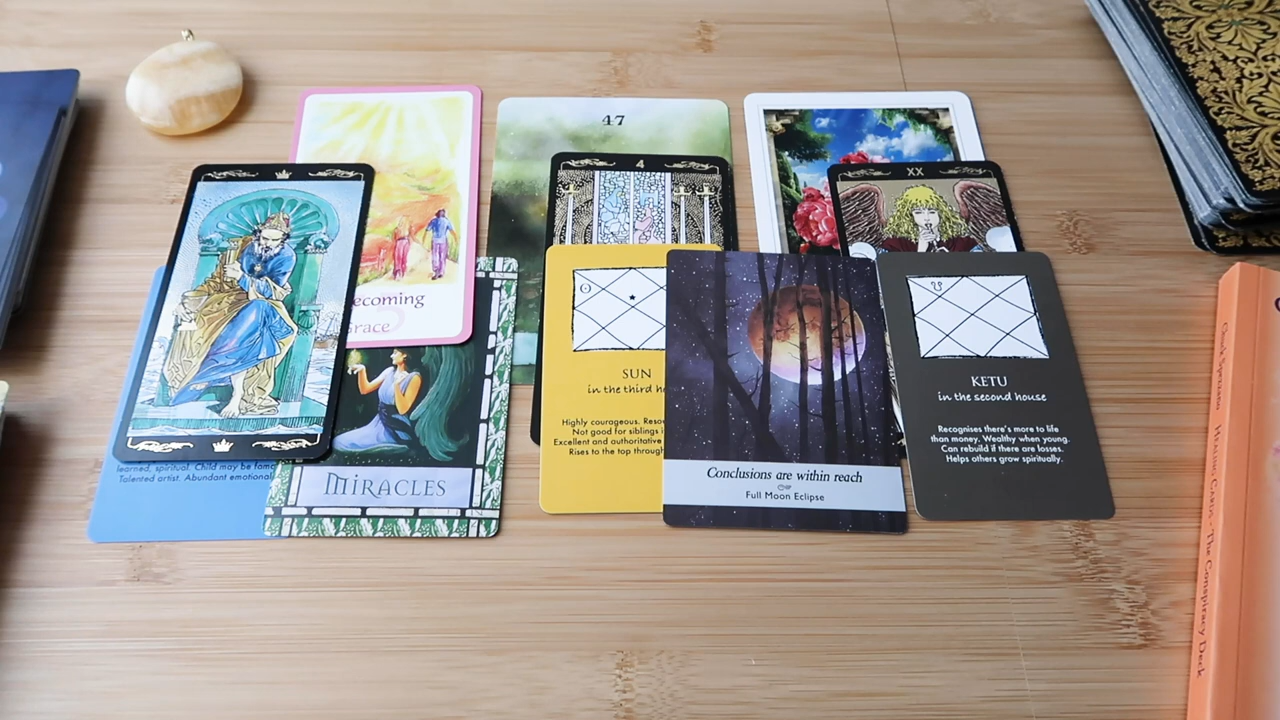 ecoming
Grace
learned, spiritual. Child may be famo
Talented artist. Abundant emotional
MIRACLES
47
4
SUN
in the third ho
Highly courageous. Reso
Not good for siblings i
Excellent and authoritative
Rises to the top through
Conclusions are within reach
Full Moon Eclipse
XX
KETU
in the second house
Recognises there's more to life
than money. Wealthy when young.
Can rebuild if there are losses.
Helps others grow spiritually.
Healing Cards - The Conspiracy Deck